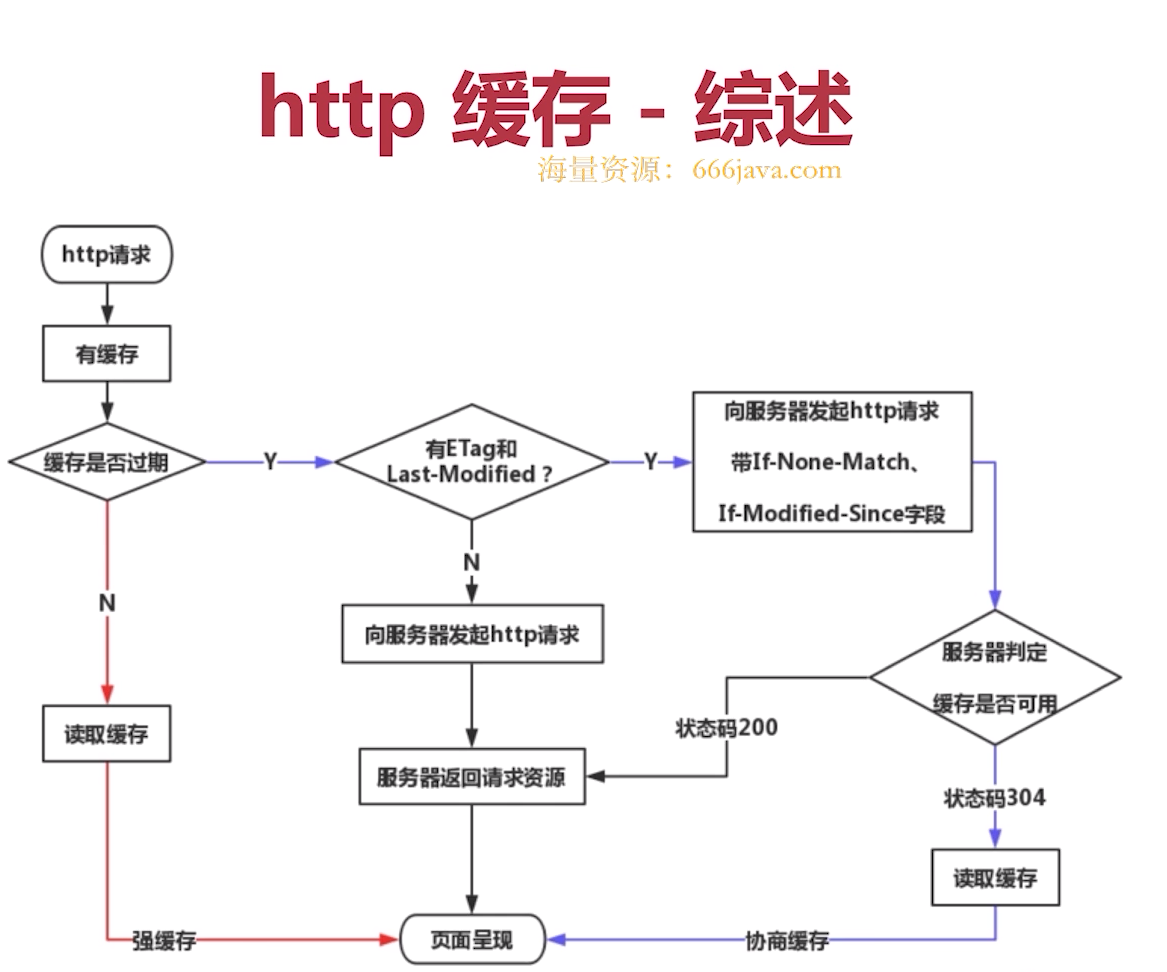 http 缓存 - 综述
海量资源：666java.com
http请求
有缓存
缓存是否过期
Y
有ETag和
Last-Modified？
Y
向服务器发起http请求
带If-None-Match、
If-Modified-Since字段
N
N
向服务器发起http请求
服务器判定
缓存是否可用
读取缓存
状态码200
服务器返回请求资源
状态码304
读取缓存
强缓存
页面呈现
协商缓存